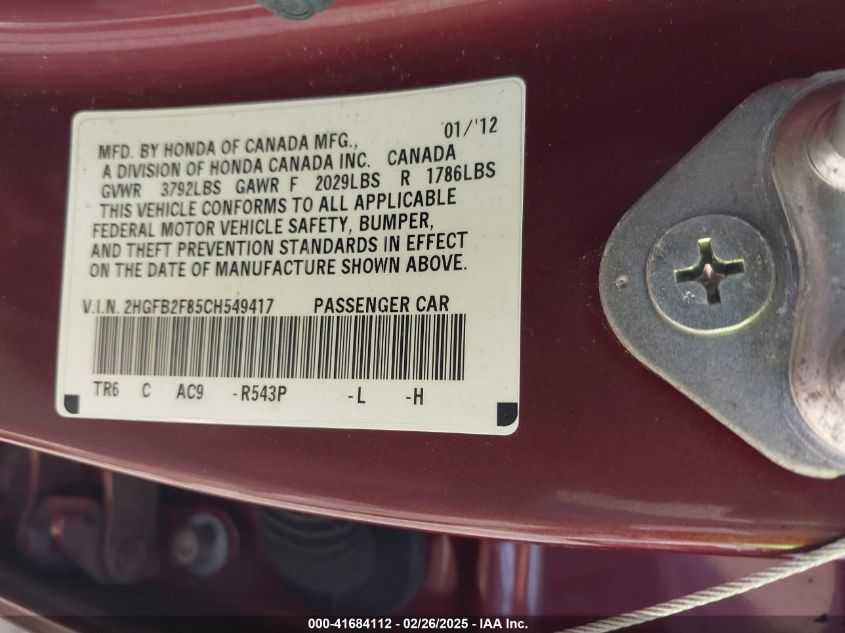 MFD. BY HONDA OF CANADA MFG., 01/'12
A DIVISION OF HONDA CANADA INC. CANADA
GVWR 3792LBS GAWR F 2029LBS R 1786LBS
THIS VEHICLE CONFORMS TO ALL APPLICABLE
FEDERAL MOTOR VEHICLE SAFETY, BUMPER,
AND THEFT PREVENTION STANDARDS IN EFFECT
ON THE DATE OF MANUFACTURE SHOWN ABOVE.
V.I.N. 2HGFB2F85CH549417 PASSENGER CAR
TR6 C AC9 -R543P -L -H
000-41684112 - 02/26/2025 - IAA Inc.